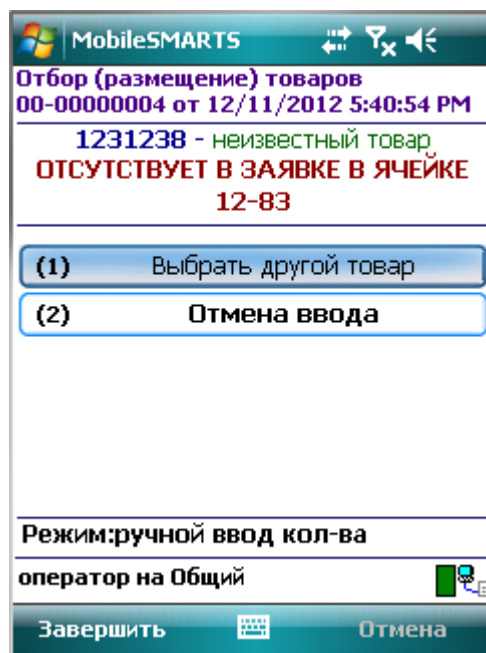 MobileSMARTS
Отбор (размещение) товаров
00-00000004 от 12/11/2012 5:40:54 PM
1231238 - неизвестный товар
ОТСУТСТВУЕТ В ЗАЯВКЕ В ЯЧЕЙКЕ
12-83
(1) Выбрать другой товар
(2) Отмена ввода
Режим:ручной ввод кол-ва
оператор на Общий
Завершить Отмена